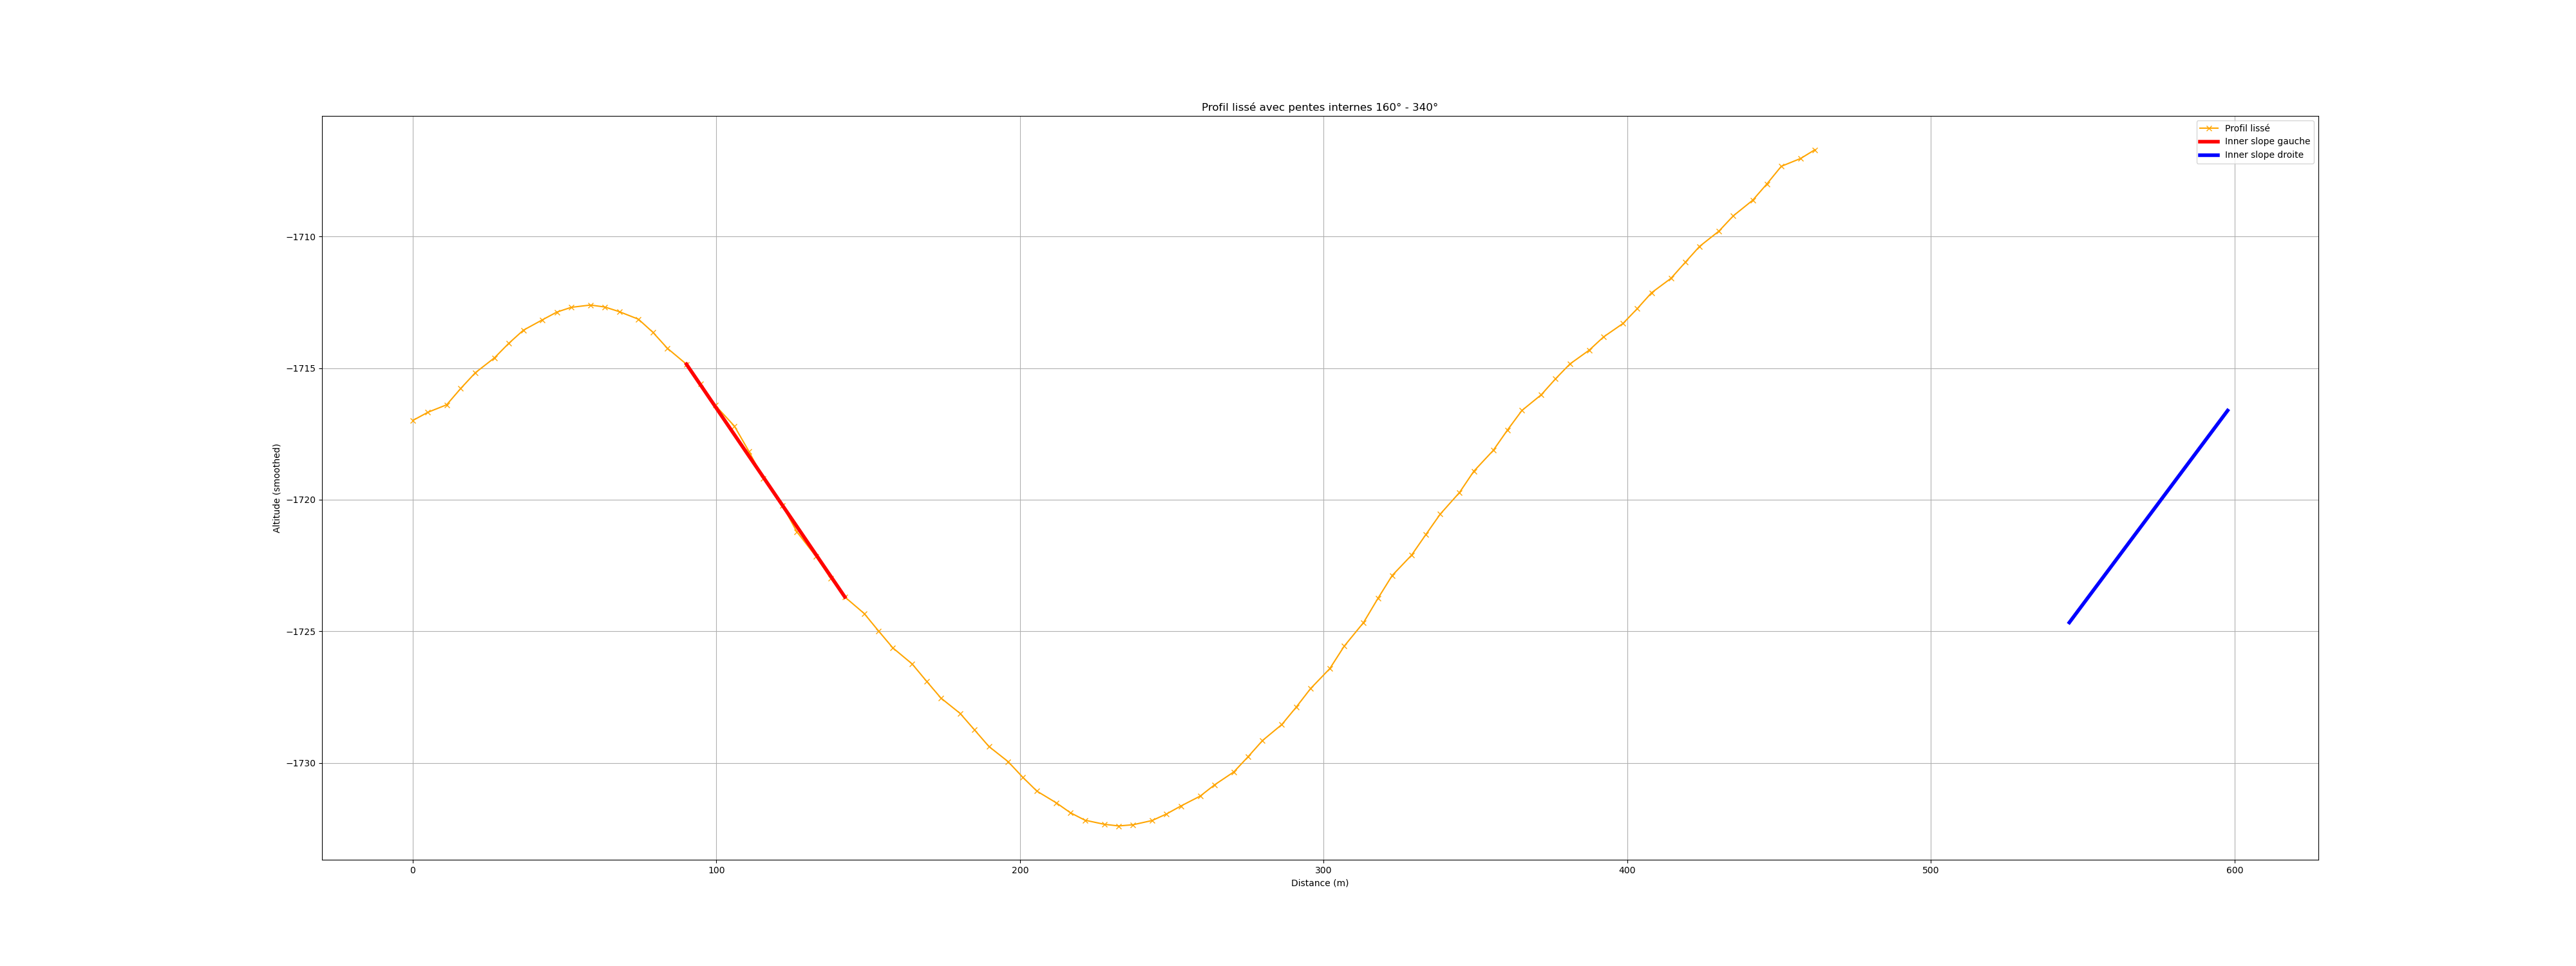 Profil lissé avec pentes internes 160° - 340°
Profil lissé
Inner slope gauche
Inner slope droite
Altitude (smoothed)
−1710
−1715
−1720
−1725
−1730
0 100 200 300 400 500 600
Distance (m)